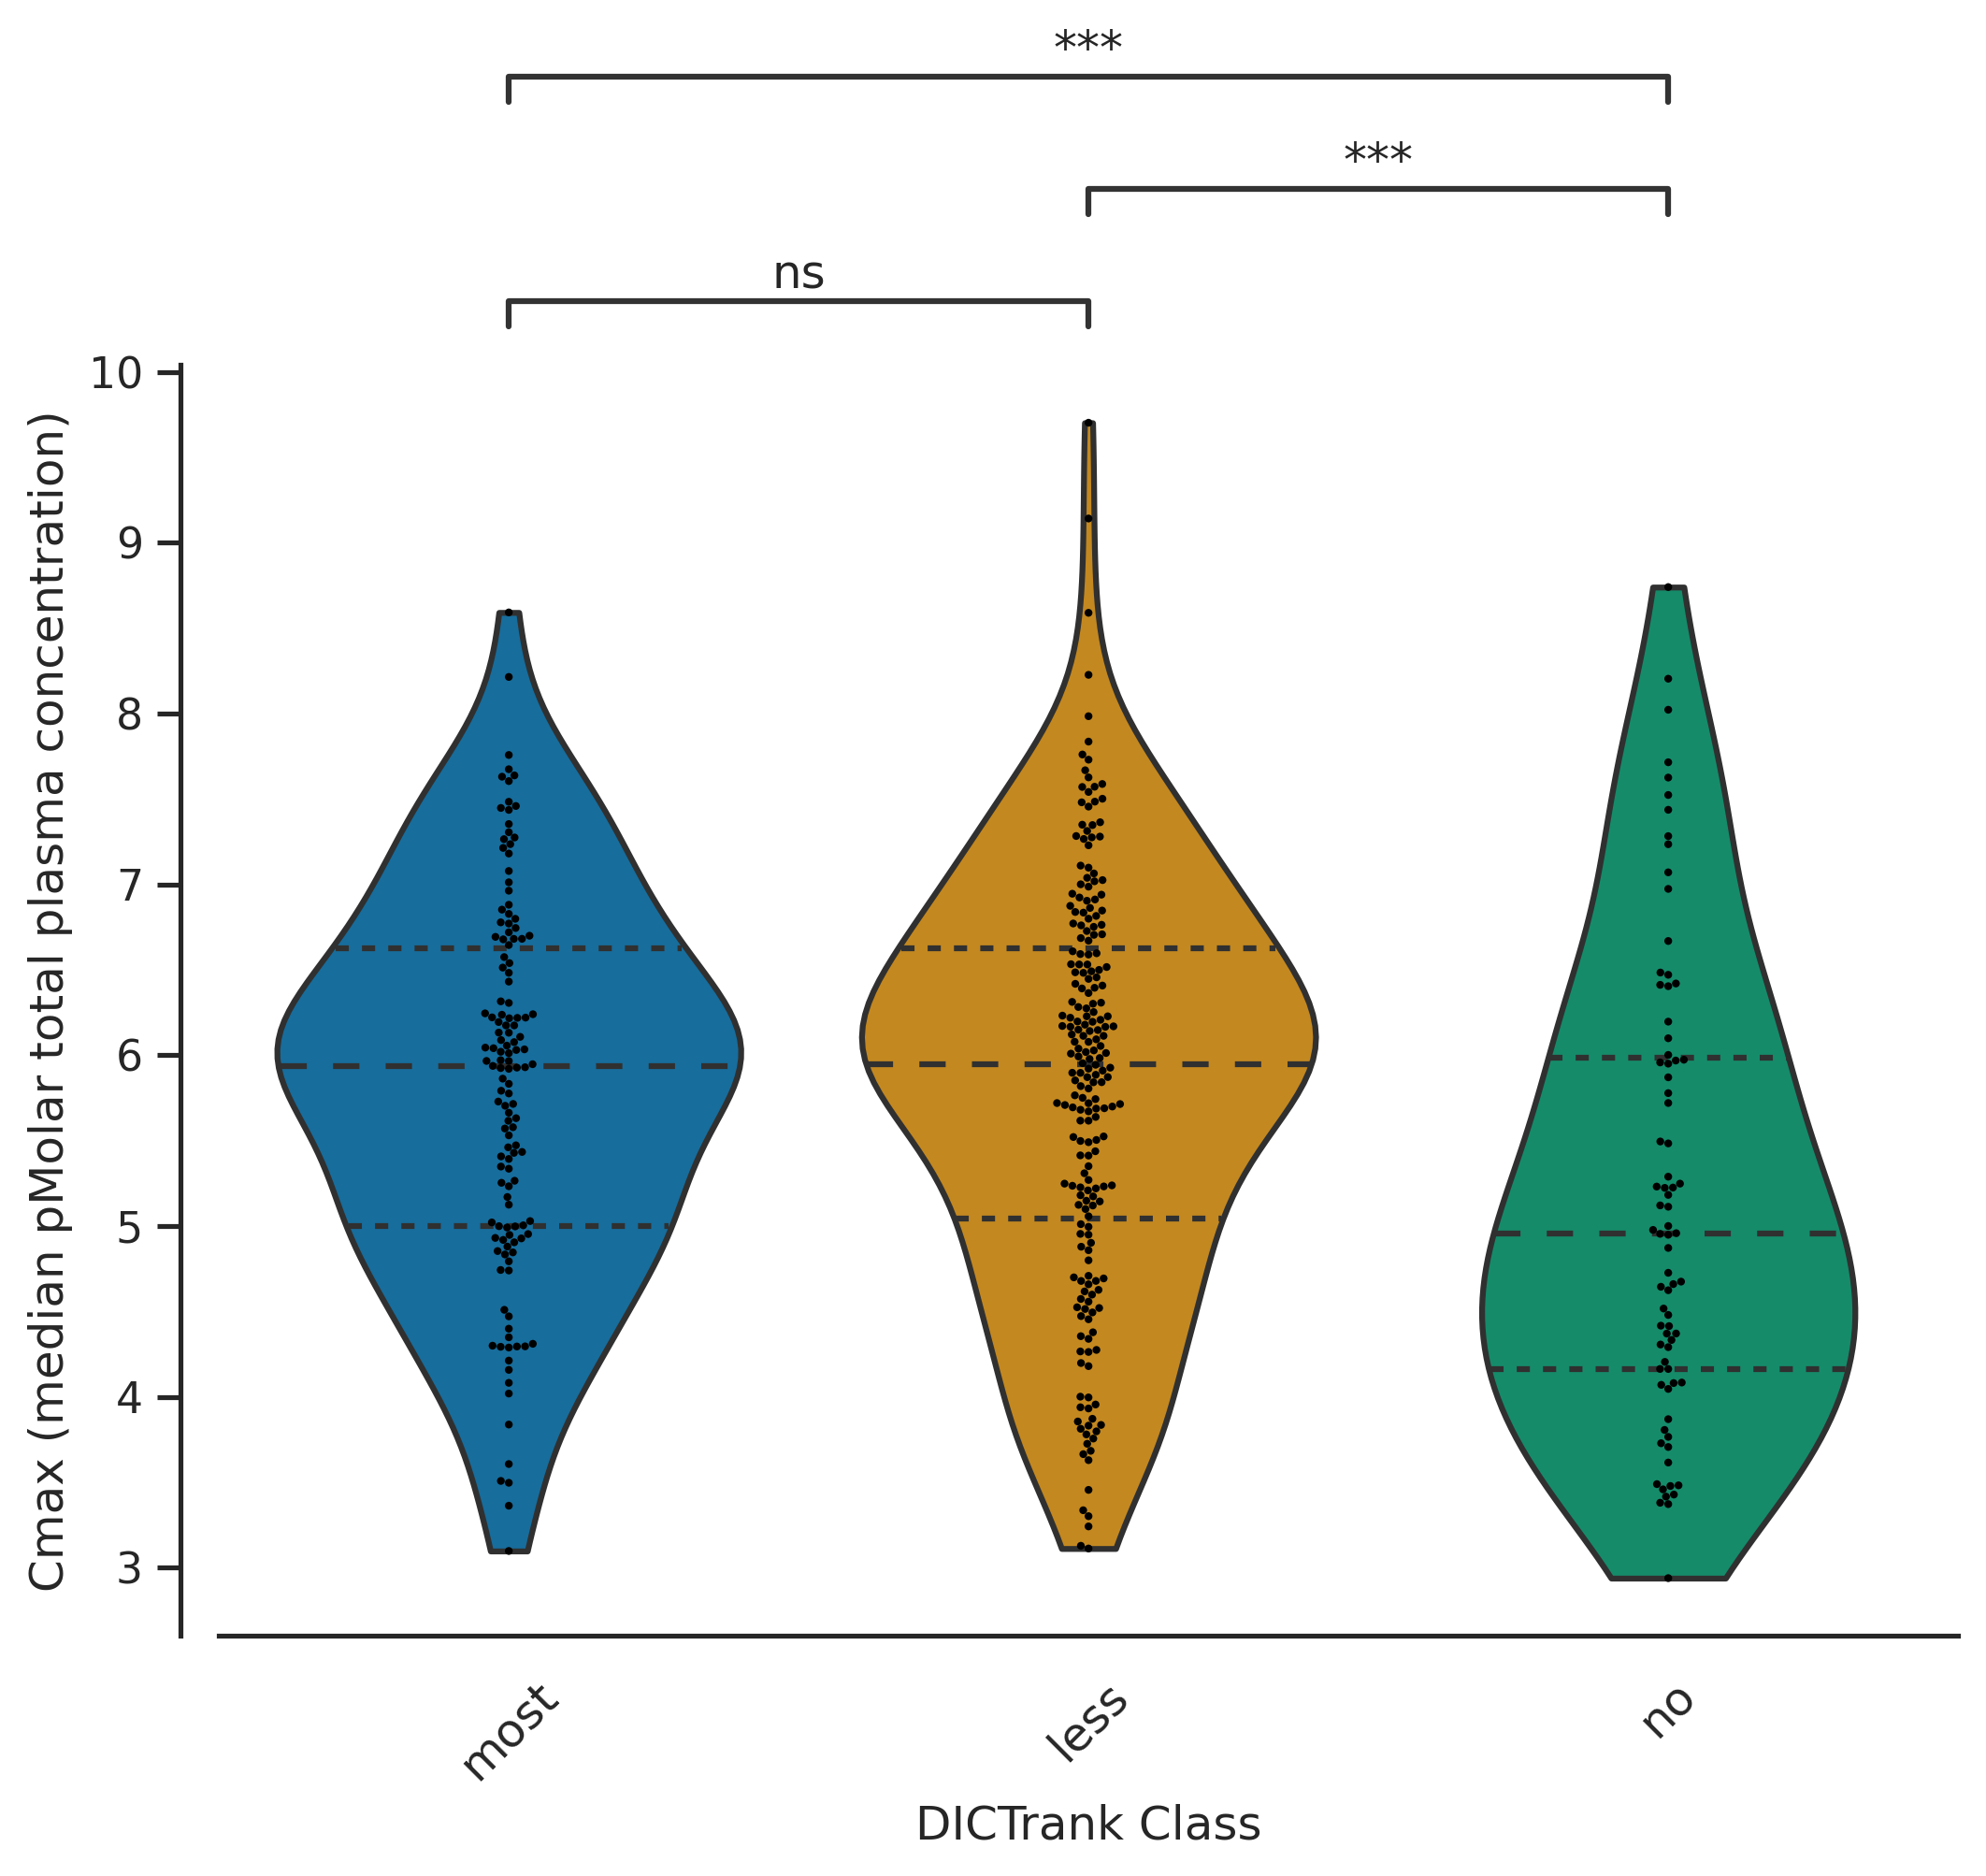 ***
***
ns
10
9
8
7
6
5
4
3
Cmax (median pMolar total plasma concentration)
most
less
no
DICTrank Class